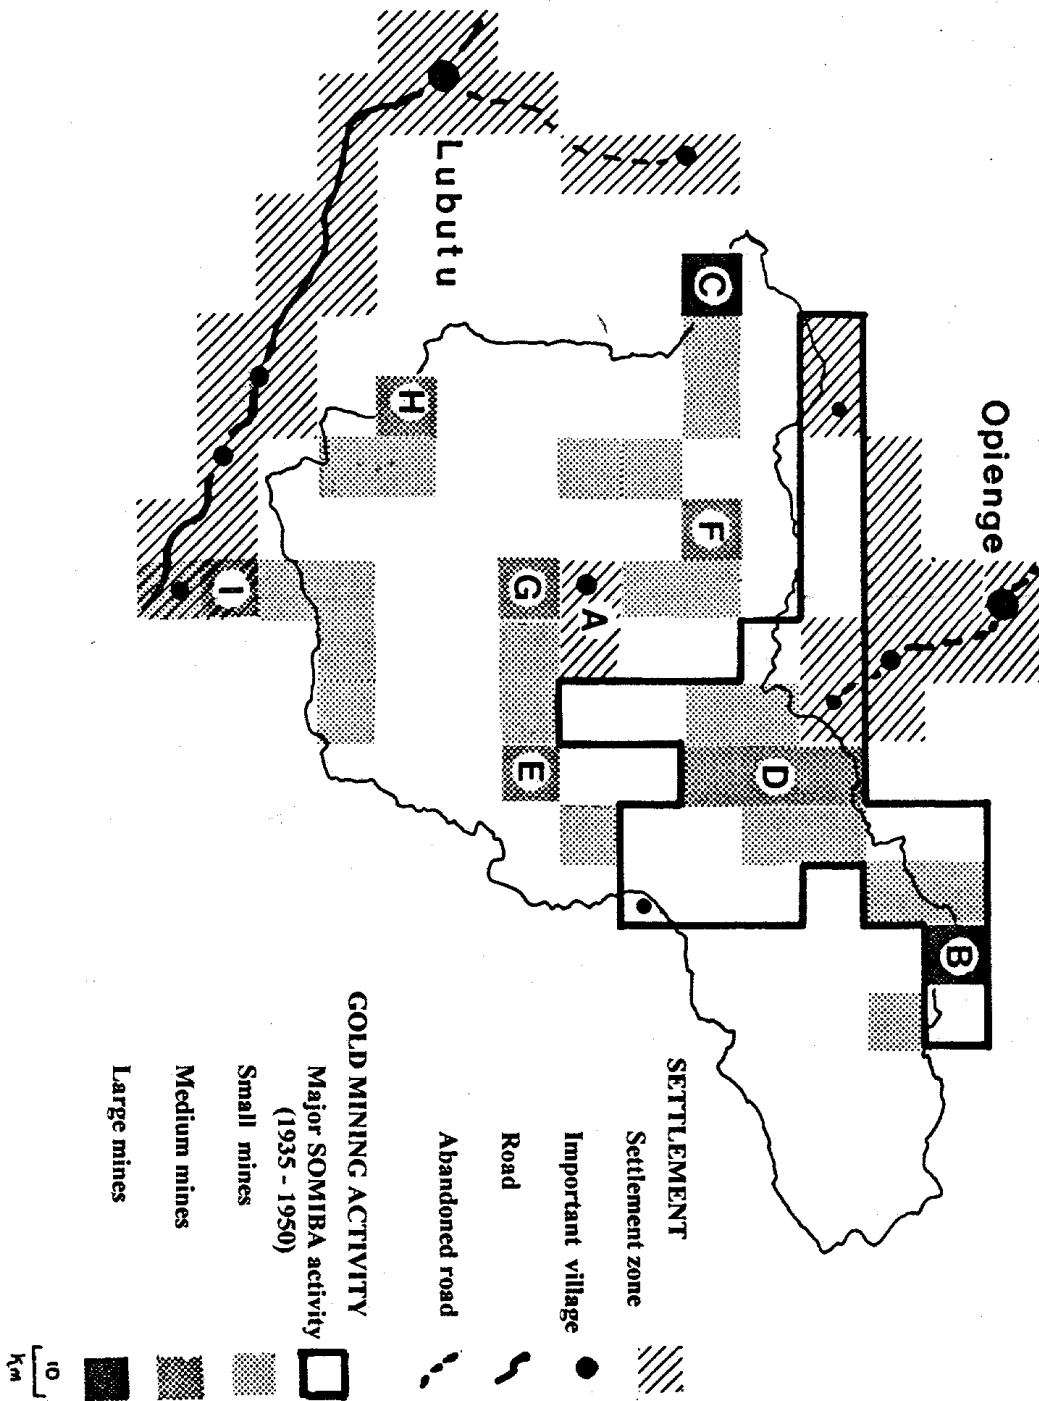 Lubutu
Opienge
C
H
F
I
G
A
E
D
B
SETTLEMENT
Settlement zone
Important village
Road
Abandoned road
GOLD MINING ACTIVITY
Major SOMIBA activity
(1935 - 1950)
Small mines
Medium mines
Large mines
10
Km